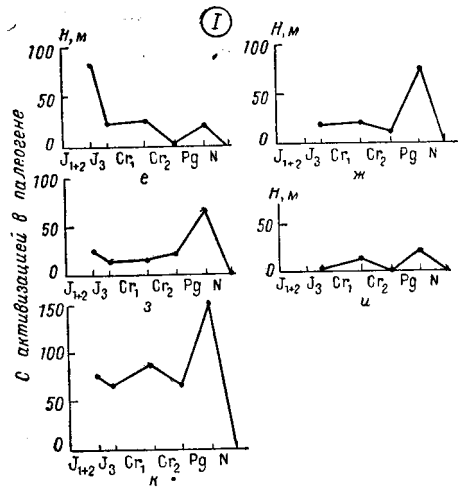 I
H, м
100
50
0
J₁₊₂ J₃ Cr₁ Cr₂ Pg N
е
H, м
100
50
0
J₁₊₂ J₃ Cr₁ Cr₂ Pg N
ж
100
50
0
J₁₊₂ J₃ Cr₁ Cr₂ Pg N
з
H, м
50
0
J₁₊₂ J₃ Cr₁ Cr₂ Pg N
и
150
100
50
0
J₁₊₂ J₃ Cr₁ Cr₂ Pg N
к
С активизацией в палеогене